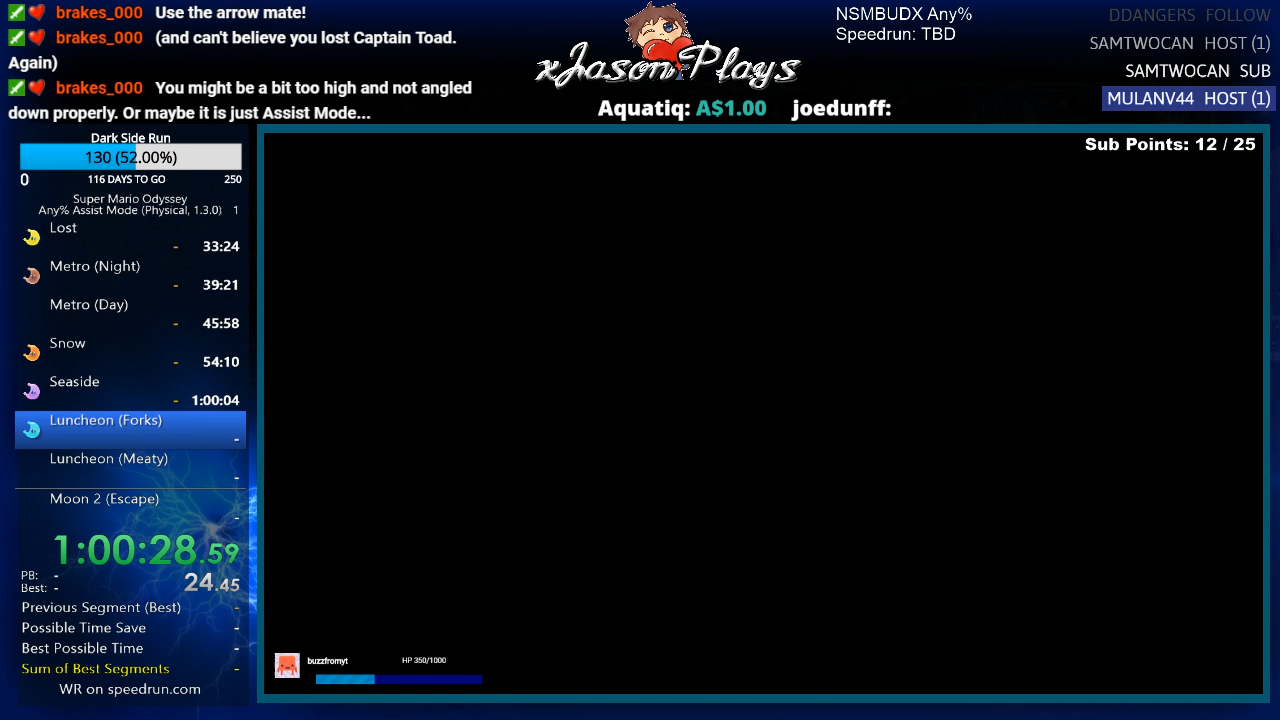 brakes_000 Use the arrow mate!
brakes_000 (and can't believe you lost Captain Toad.
Again)
brakes_000 You might be a bit too high and not angled
down properly. Or maybe it is just Assist Mode...
xJasonPlays
Aquatiq: A$1.00 joedunff:
NSMBUDX Any%
Speedrun: TBD
DDANGERS FOLLOW
SAMTWOCAN HOST (1)
SAMTWOCAN SUB
MULANV44 HOST (1)
Dark Side Run
130 (52.00%)
0 116 DAYS TO GO 250
Super Mario Odyssey
Any% Assist Mode (Physical, 1.3.0) 1
Lost
- 33:24
Metro (Night)
- 39:21
Metro (Day)
- 45:58
Snow
- 54:10
Seaside
- 1:00:04
Luncheon (Forks)
-
Luncheon (Meaty)
-
Moon 2 (Escape)
-
1:00:28.59
PB: -
Best: -
24.45
Previous Segment (Best) -
Possible Time Save -
Best Possible Time -
Sum of Best Segments -
WR on speedrun.com
Sub Points: 12 / 25
buzzfromyt HP 350/1000